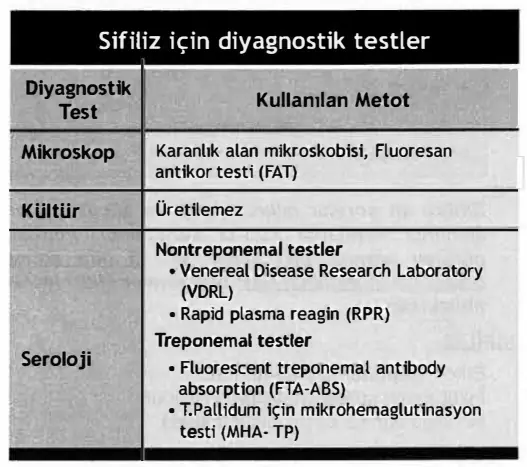 Sifiliz için diyagnostik testler
Diyagnostik
Test
Kullanılan Metot
Mikroskop
Karanlık alan mikroskobisi, Fluoresan
antikor testi (FAT)
Kültür
Üretilemez
Seroloji
Nontreponemal testler
• Venereal Disease Research Laboratory
(VDRL)
• Rapid plasma reagin (RPR)
Treponemal testler
• Fluorescent treponemal antibody
absorption (FTA-ABS)
• T.Pallidum için mikrohemaglutinasyon
testi (MHA- TP)